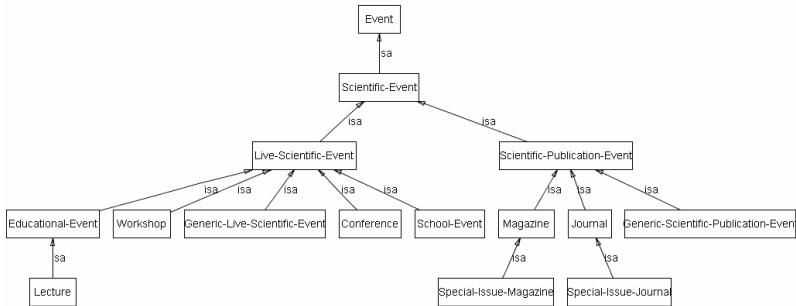 Event
sa
Scientific-Event
isa
isa
Live-Scientific-Event
Scientific-Publication-Event
isa
isa
isa
isa
isa
isa
isa
isa
Educational-Event
Workshop
Generic-Live-Scientific-Event
Conference
School-Event
Magazine
Journal
Generic-Scientific-Publication-Event
sa
isa
isa
Lecture
Special-Issue-Magazine
Special-Issue-Journal